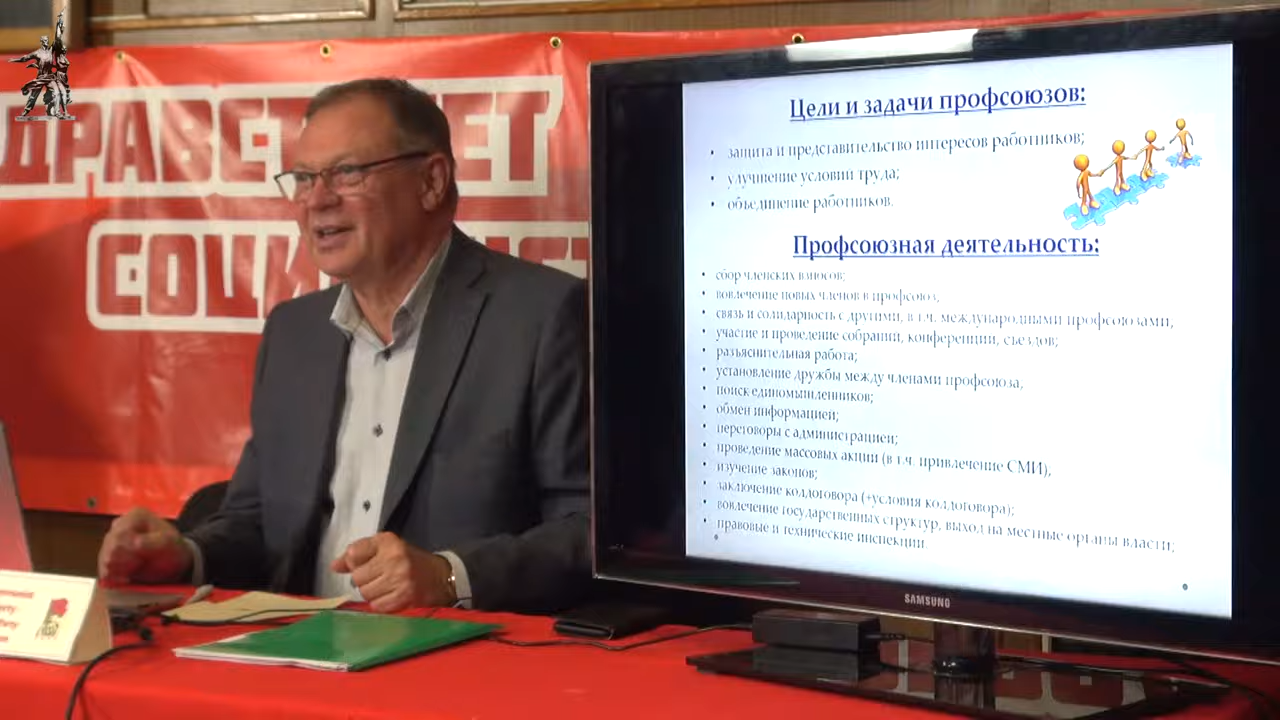 ДРАВСТ ЕТ
СОЦИ
Цели и задачи профсоюзов:
• защита и представительство интересов работников;
• улучшение условий труда;
• объединение работников.
Профсоюзная деятельность:
• сбор членских взносов;
• вовлечение новых членов в профсоюз,
• связь и солидарность с другими, в т.ч. международными профсоюзами,
• участие и проведение собраний, конференций, съездов;
• разъяснительная работа;
• установление дружбы между членами профсоюза,
• поиск единомышленников;
• обмен информацией;
• переговоры с администрацией;
• проведение массовых акций (в т.ч. привлечение СМИ),
• изучение законов;
• заключение колдоговора (+условия колдоговора);
• вовлечение государственных структур, выход на местные органы власти;
• правовые и технические инспекции.
SAMSUNG